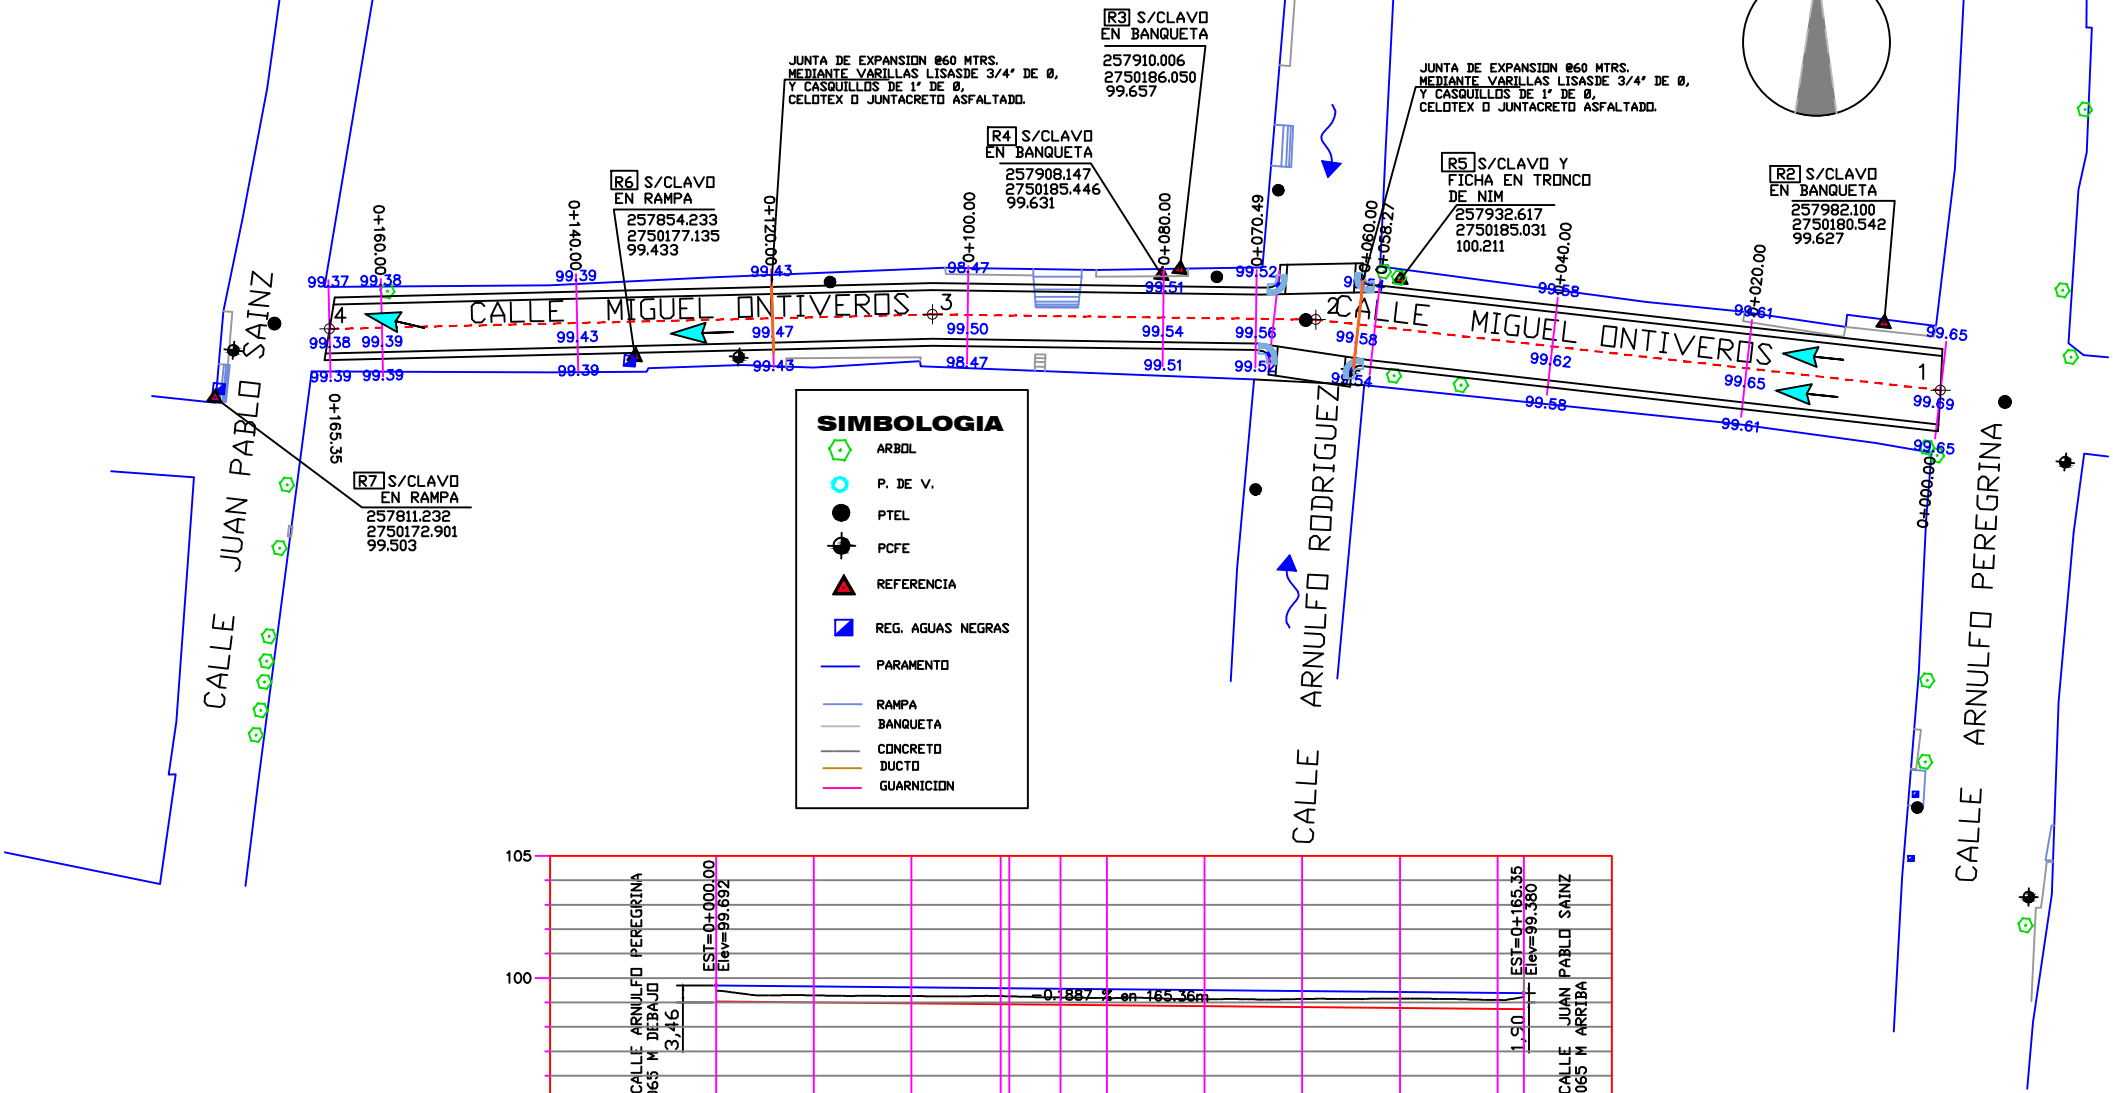 R3 S/CLAVO
EN BANQUETA
257910.006
2750186.050
99.657
JUNTA DE EXPANSION @60 MTRS.
MEDIANTE VARILLAS LISASDE 3/4" DE Ø,
Y CASQUILLOS DE 1" DE Ø,
CELOTEX O JUNTACRETO ASFALTADO.
JUNTA DE EXPANSION @60 MTRS.
MEDIANTE VARILLAS LISASDE 3/4" DE Ø,
Y CASQUILLOS DE 1" DE Ø,
CELOTEX O JUNTACRETO ASFALTADO.
R4 S/CLAVO
EN BANQUETA
257908.147
2750185.446
99.631
R6 S/CLAVO
EN RAMPA
257854.233
2750177.135
99.433
R5 S/CLAVO Y
FICHA EN TRONCO
DE NIM
257932.617
2750185.031
100.211
R2 S/CLAVO
EN BANQUETA
257982.100
2750180.542
99.627
0+160.00
0+140.00
0+120.00
0+100.00
0+080.00
0+070.49
0+060.00
0+058.27
0+040.00
0+020.00
99.37
99.38
99.39
99.43
98.47
99.51
99.52
99.58
99.61
99.65
4
CALLE MIGUEL ONTIVEROS
3
2
CALLE MIGUEL ONTIVEROS
1
99.38
99.39
99.43
99.47
99.50
99.54
99.56
99.58
99.62
99.65
99.69
99.39
99.39
99.39
99.43
98.47
99.51
99.52
99.54
99.58
99.61
99.65
0+165.35
0+000.00
R7 S/CLAVO
EN RAMPA
257811.232
2750172.901
99.503
CALLE JUAN PABLO SAINZ
CALLE ARNULFO RODRIGUEZ
CALLE ARNULFO PEREGRINA
SIMBOLOGIA
ARBOL
P. DE V.
PTEL
PCFE
REFERENCIA
REG. AGUAS NEGRAS
PARAMENTO
RAMPA
BANQUETA
CONCRETO
DUCTO
GUARNICION
105
100
CALLE ARNULFO PEREGRINA
065 M DEBAJO
3,46
EST=0+000.00
Elev=99.692
-0.1887 % en 165.36m
EST=0+165.35
Elev=99.380
1,90
CALLE JUAN PABLO SAINZ
065 M ARRIBA